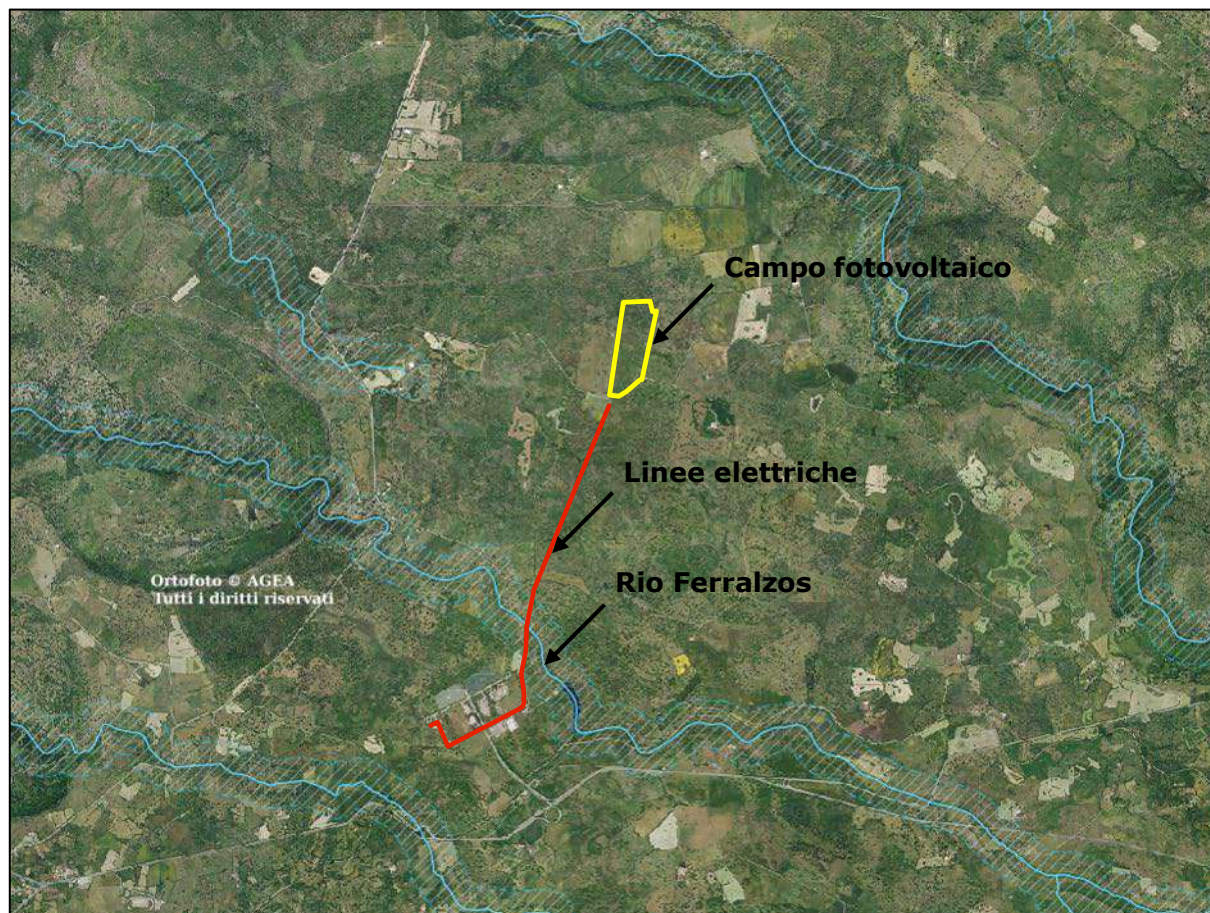 Campo fotovoltaico
Linee elettriche
Rio Ferralzos
Ortofoto © AGEA
Tutti i diritti riservati